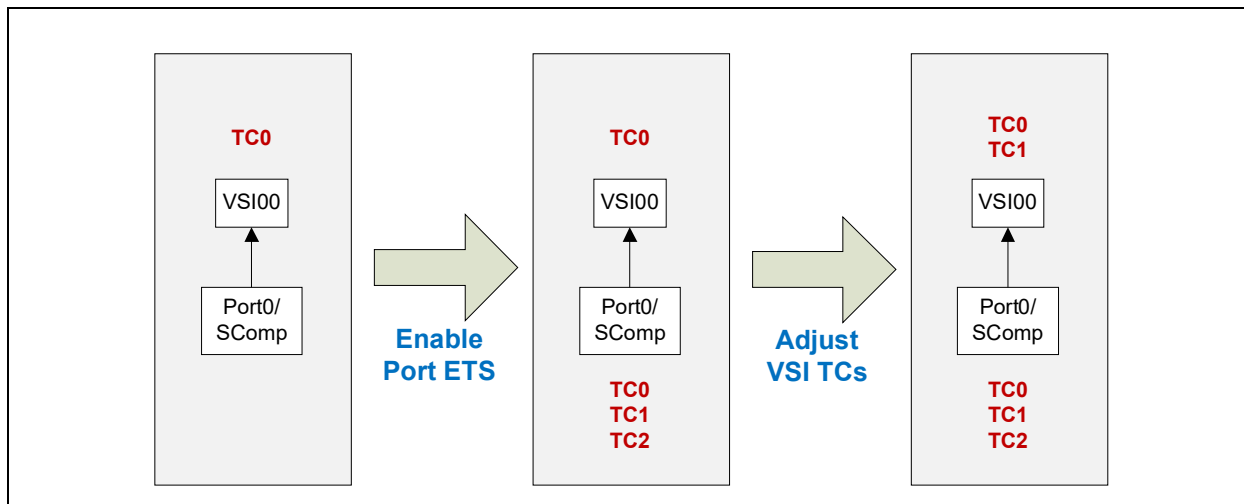 TC0
VSI00
Port0/
SComp
Enable
Port ETS
TC0
VSI00
Port0/
SComp
TC0
TC1
TC2
Adjust
VSI TCs
TC0
TC1
VSI00
Port0/
SComp
TC0
TC1
TC2